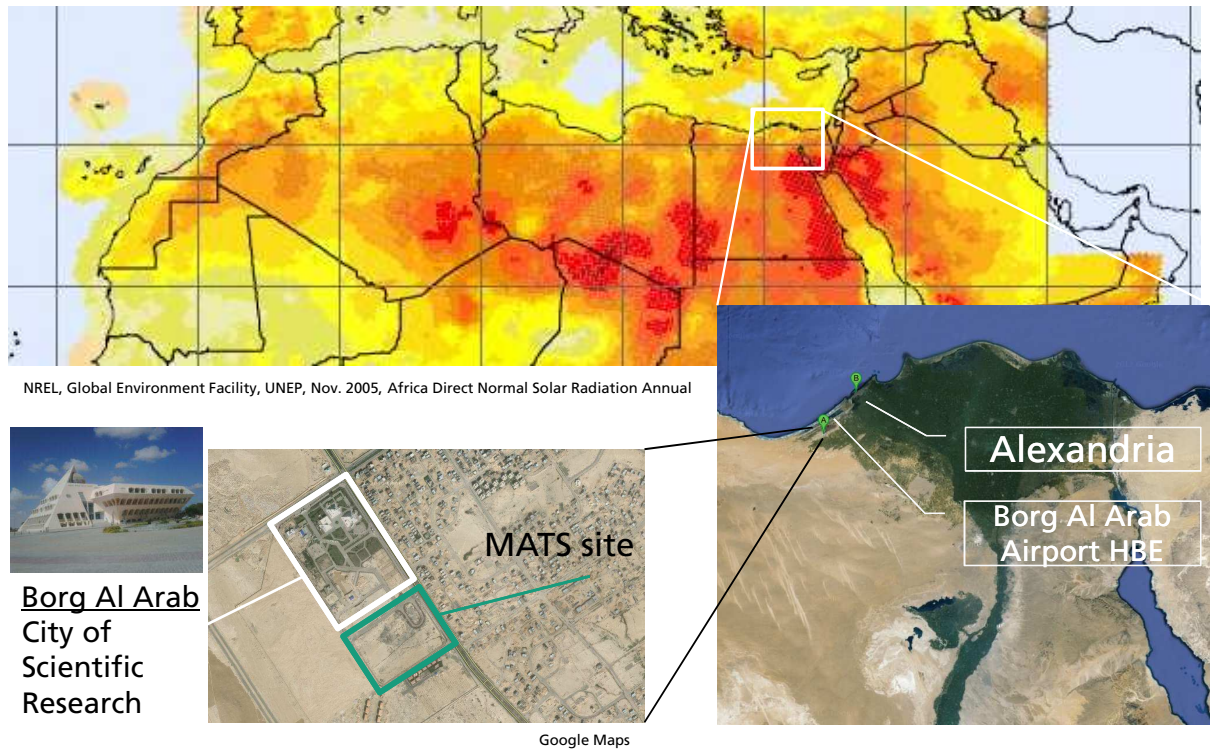 NREL, Global Environment Facility, UNEP, Nov. 2005, Africa Direct Normal Solar Radiation Annual
B
A
Alexandria
Borg Al Arab
Airport HBE
MATS site
Borg Al Arab
City of
Scientific
Research
Google Maps